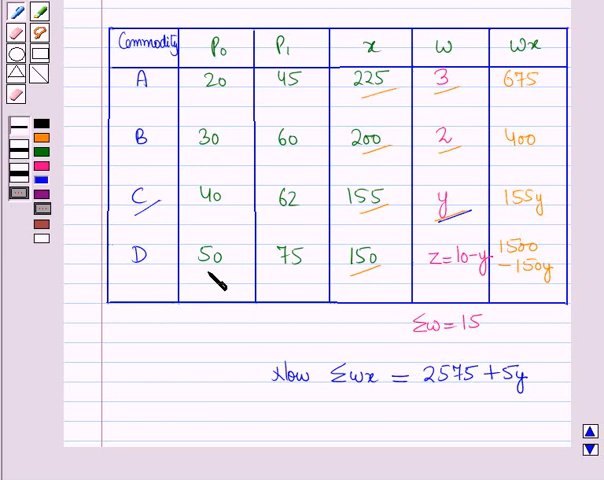 Commodity P₀ P₁ x w wx
A 20 45 225 3 675
B 30 60 200 2 400
C 40 62 155 y 155y
D 50 75 150 z=10-y 1500
-150y
Σw=15
Now Σwx = 2575+5y